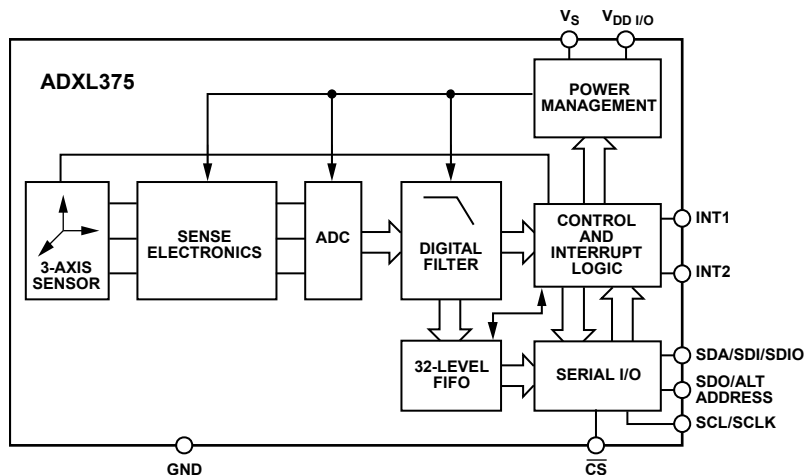 VS
VDD I/O
ADXL375
POWER
MANAGEMENT
3-AXIS
SENSOR
SENSE
ELECTRONICS
ADC
DIGITAL
FILTER
CONTROL
AND
INTERRUPT
LOGIC
INT1
INT2
32-LEVEL
FIFO
SERIAL I/O
SDA/SDI/SDIO
SDO/ALT
ADDRESS
SCL/SCLK
GND
CS